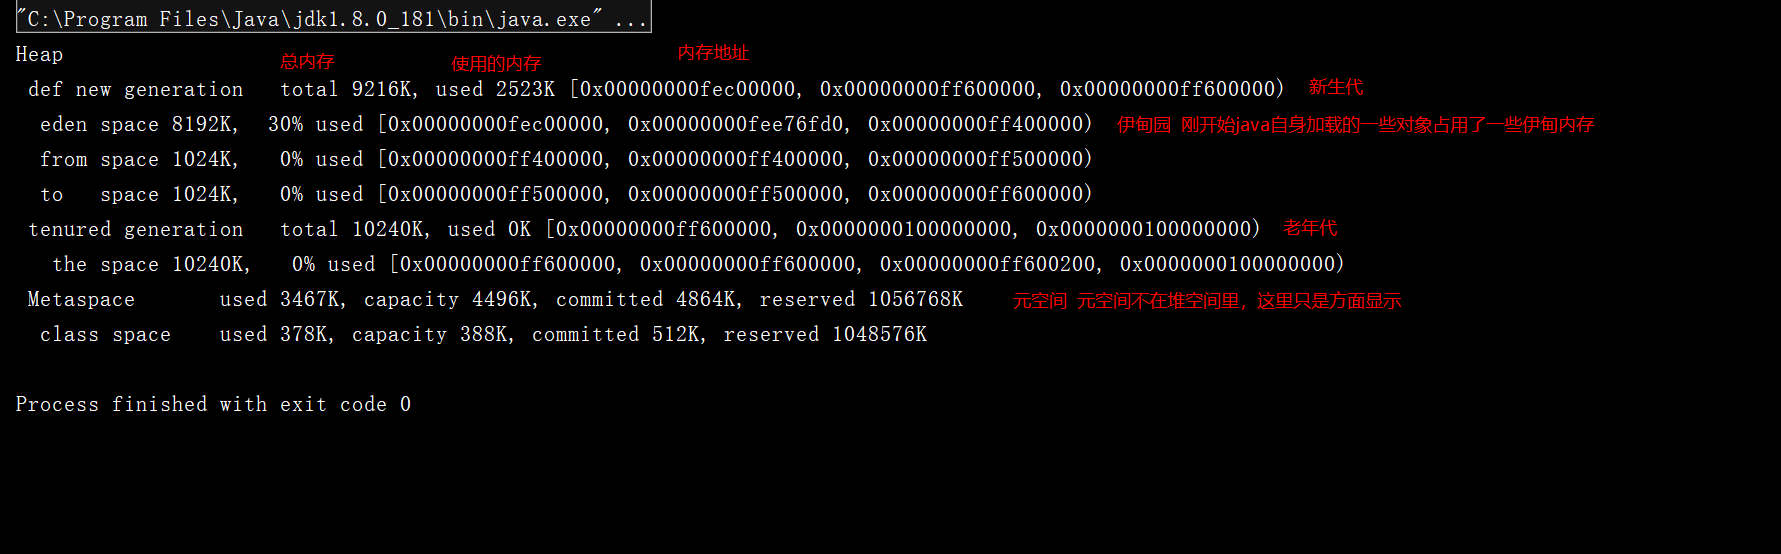 "C:\Program Files\Java\jdk1.8.0_181\bin\java.exe" ...
Heap
总内存 使用的内存 内存地址
def new generation total 9216K, used 2523K [0x00000000fec00000, 0x00000000ff600000, 0x00000000ff600000) 新生代
eden space 8192K, 30% used [0x00000000fec00000, 0x00000000fee76fd0, 0x00000000ff400000) 伊甸园 刚开始java自身加载的一些对象占用了一些伊甸内存
from space 1024K, 0% used [0x00000000ff400000, 0x00000000ff400000, 0x00000000ff500000)
to space 1024K, 0% used [0x00000000ff500000, 0x00000000ff500000, 0x00000000ff600000)
tenured generation total 10240K, used 0K [0x00000000ff600000, 0x0000000100000000, 0x0000000100000000) 老年代
the space 10240K, 0% used [0x00000000ff600000, 0x00000000ff600000, 0x00000000ff600200, 0x0000000100000000)
Metaspace used 3467K, capacity 4496K, committed 4864K, reserved 1056768K 元空间 元空间不在堆空间里，这里只是方面显示
class space used 378K, capacity 388K, committed 512K, reserved 1048576K
Process finished with exit code 0